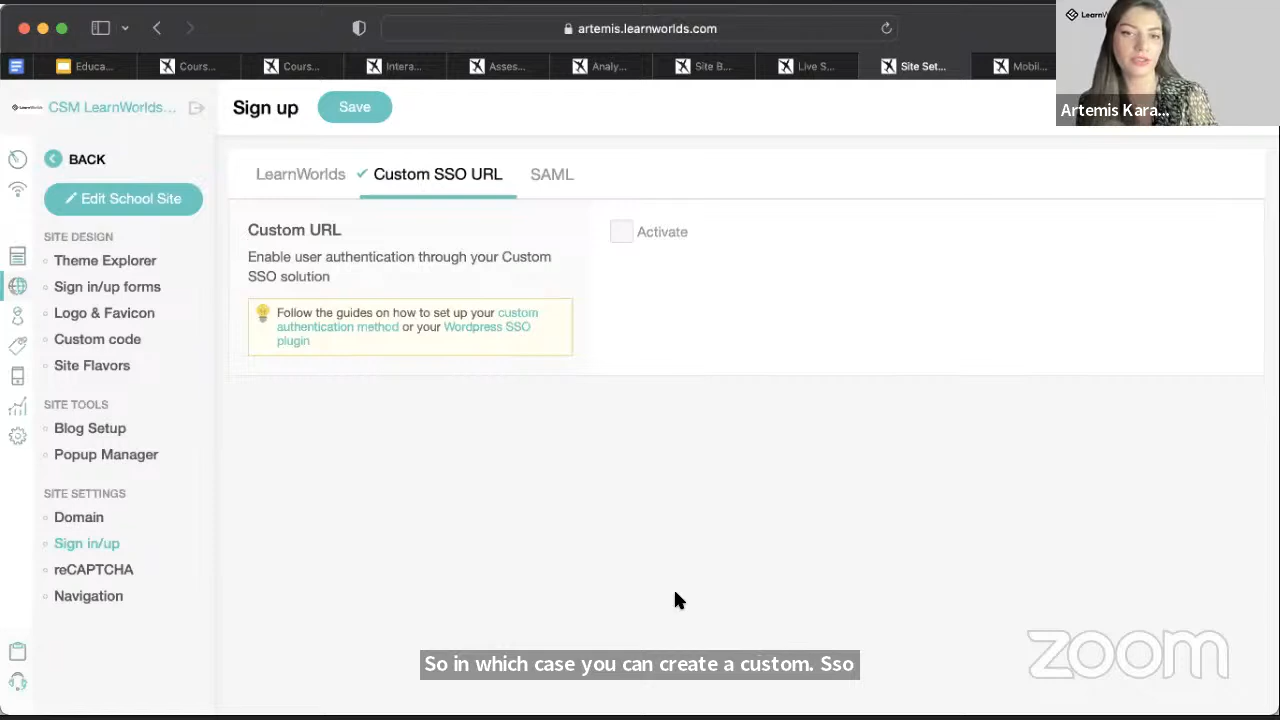 artemis.learnworlds.com
Educa...
Cours...
Cours...
Intera...
Asses...
Analy...
Site B...
Live S...
Site Set...
Mobil...
LearnW
Artemis Kara...
LearnWorlds
CSM LearnWorlds...
Sign up
Save
BACK
Edit School Site
SITE DESIGN
Theme Explorer
Sign in/up forms
Logo & Favicon
Custom code
Site Flavors
SITE TOOLS
Blog Setup
Popup Manager
SITE SETTINGS
Domain
Sign in/up
reCAPTCHA
Navigation
LearnWorlds
Custom SSO URL
SAML
Custom URL
Enable user authentication through your Custom
SSO solution
Follow the guides on how to set up your custom
authentication method or your Wordpress SSO
plugin
Activate
So in which case you can create a custom. Sso
zoom